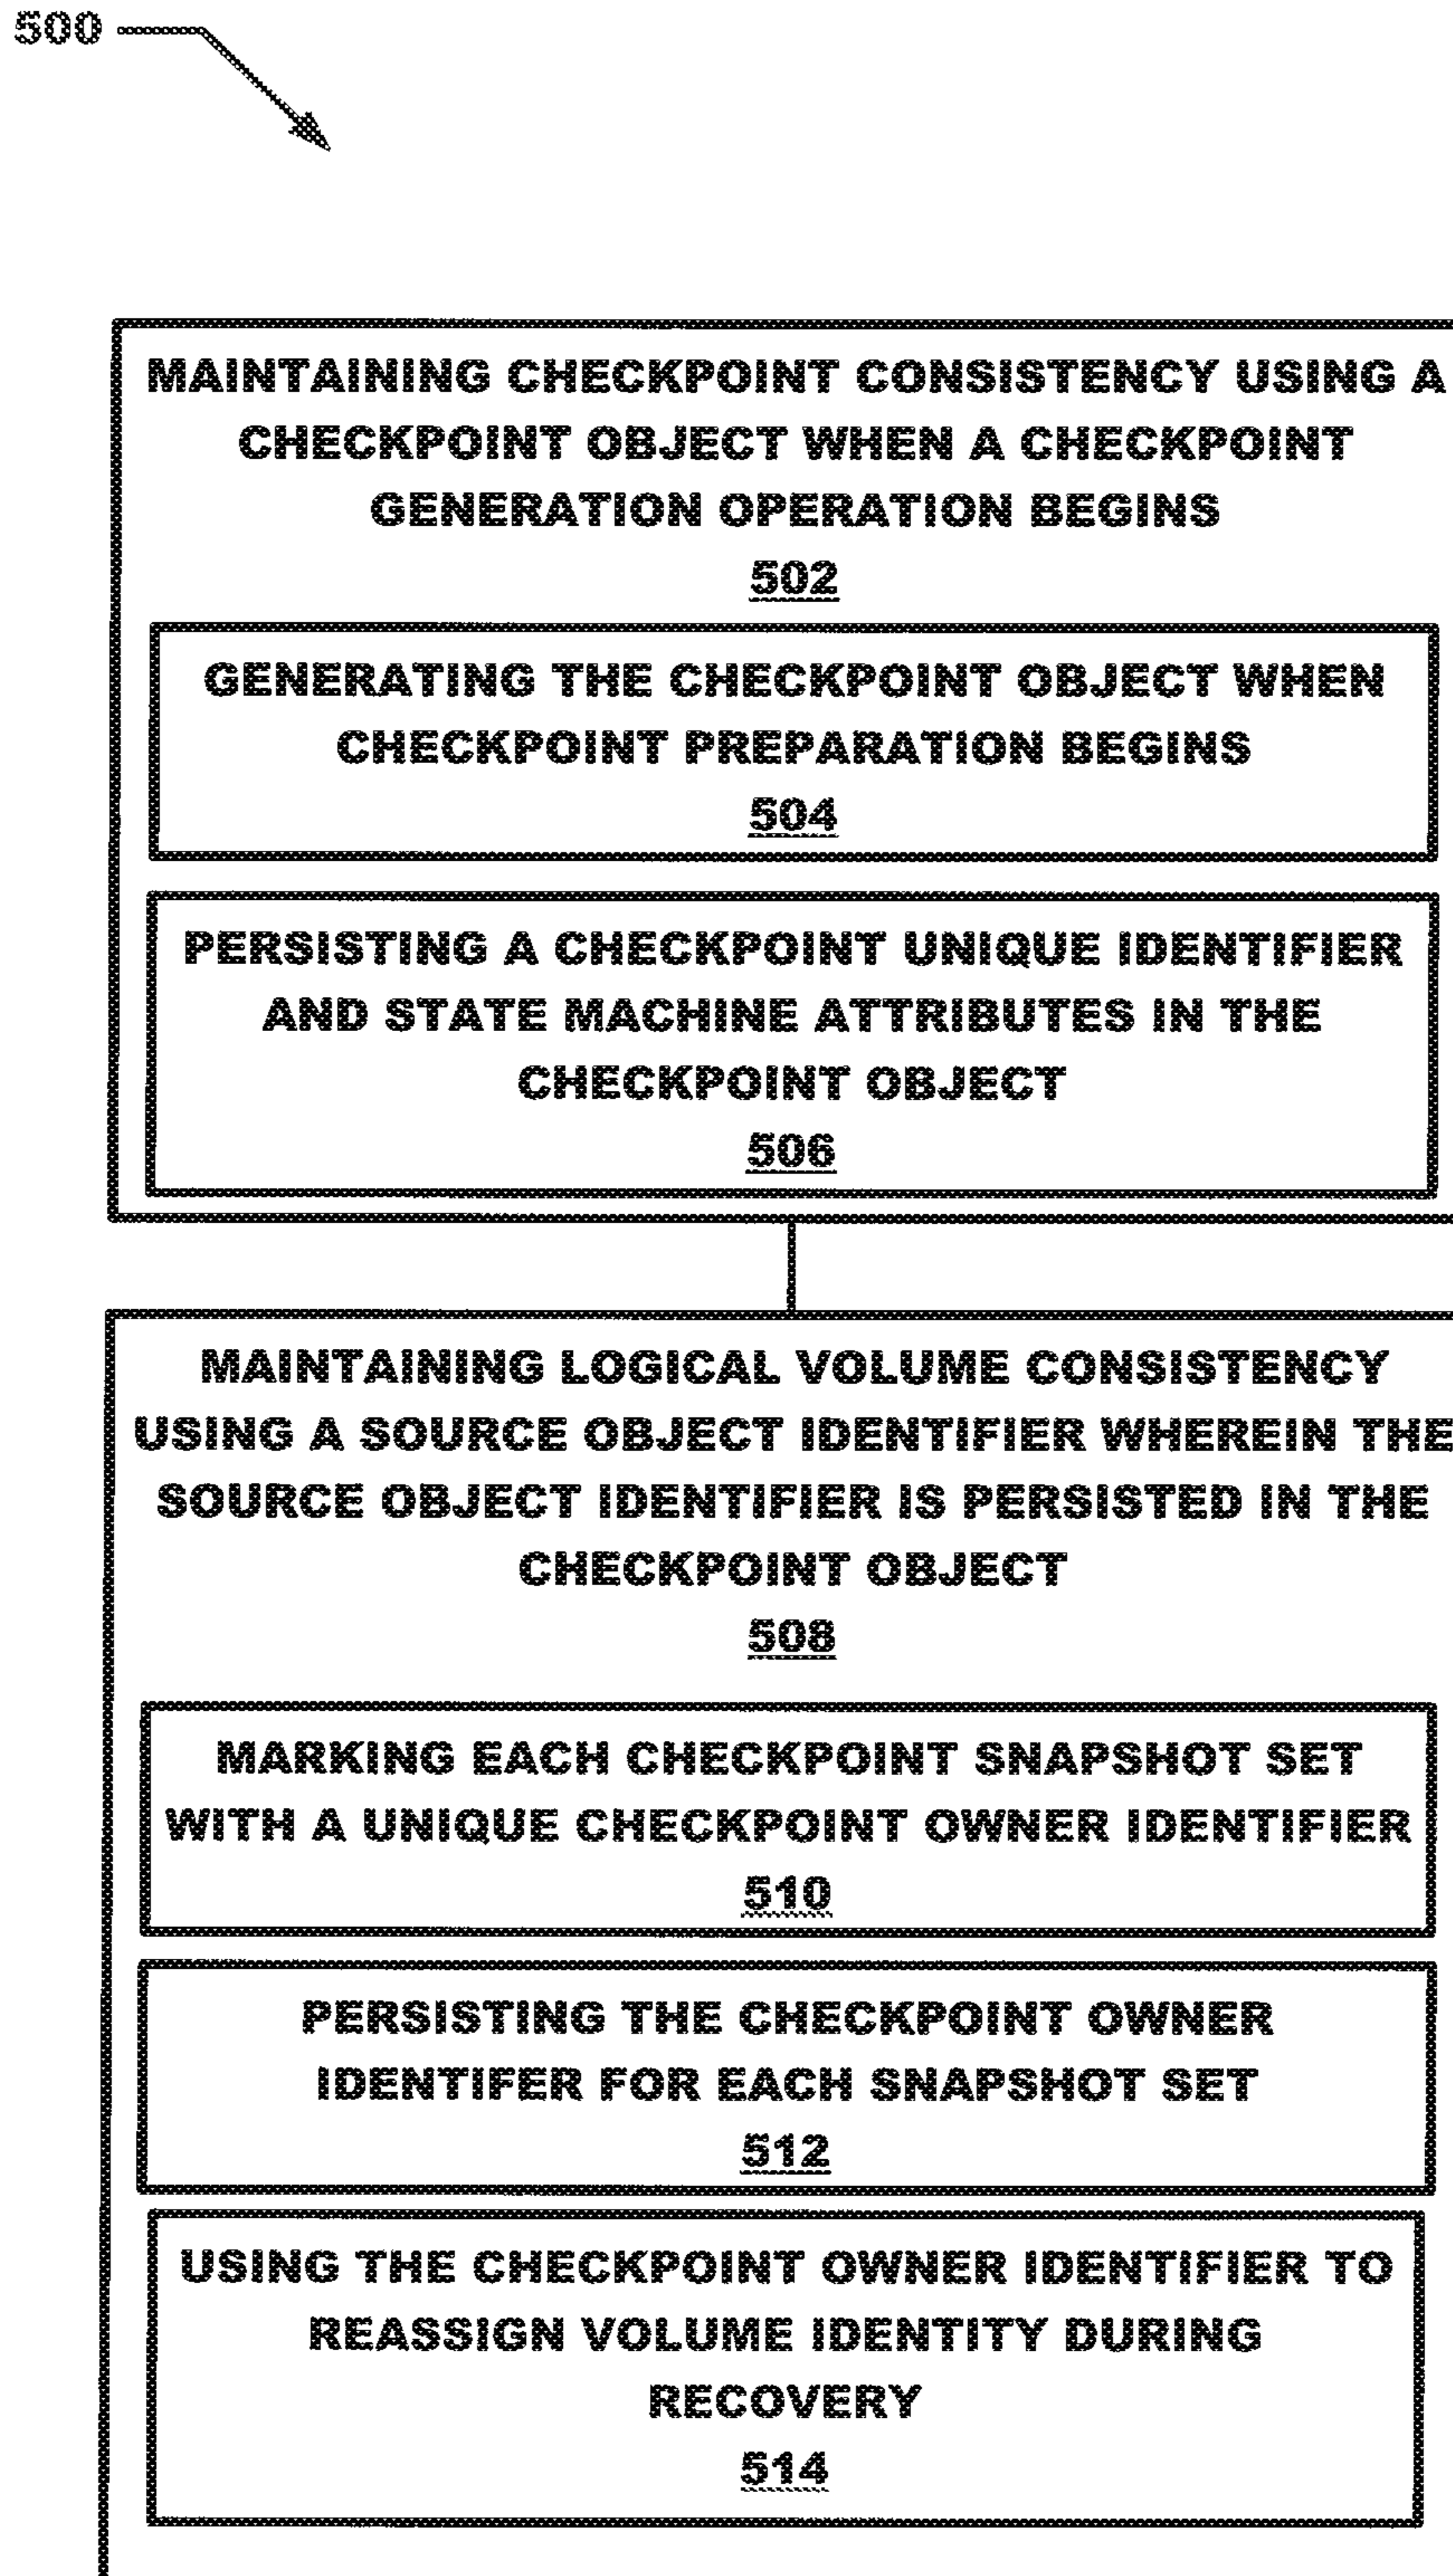 500
MAINTAINING CHECKPOINT CONSISTENCY USING A
CHECKPOINT OBJECT WHEN A CHECKPOINT
GENERATION OPERATION BEGINS
502
GENERATING THE CHECKPOINT OBJECT WHEN
CHECKPOINT PREPARATION BEGINS
504
PERSISTING A CHECKPOINT UNIQUE IDENTIFIER
AND STATE MACHINE ATTRIBUTES IN THE
CHECKPOINT OBJECT
506
MAINTAINING LOGICAL VOLUME CONSISTENCY
USING A SOURCE OBJECT IDENTIFIER WHEREIN THE
SOURCE OBJECT IDENTIFIER IS PERSISTED IN THE
CHECKPOINT OBJECT
508
MARKING EACH CHECKPOINT SNAPSHOT SET
WITH A UNIQUE CHECKPOINT OWNER IDENTIFIER
510
PERSISTING THE CHECKPOINT OWNER
IDENTIFER FOR EACH SNAPSHOT SET
512
USING THE CHECKPOINT OWNER IDENTIFIER TO
REASSIGN VOLUME IDENTITY DURING
RECOVERY
514